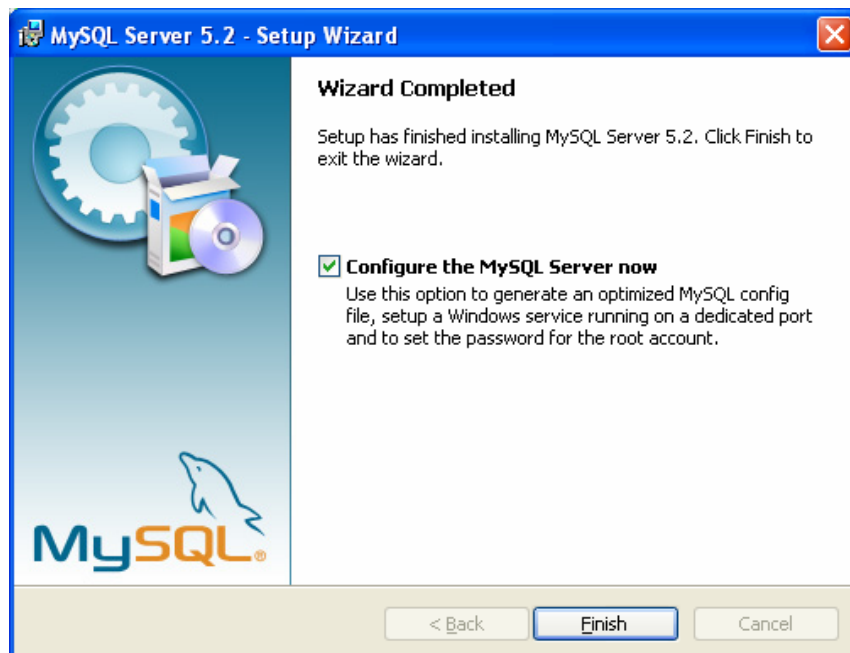 MySQL Server 5.2 - Setup Wizard
Wizard Completed
Setup has finished installing MySQL Server 5.2. Click Finish to
exit the wizard.
Configure the MySQL Server now
Use this option to generate an optimized MySQL config
file, setup a Windows service running on a dedicated port
and to set the password for the root account.
MySQL®
< Back
Finish
Cancel